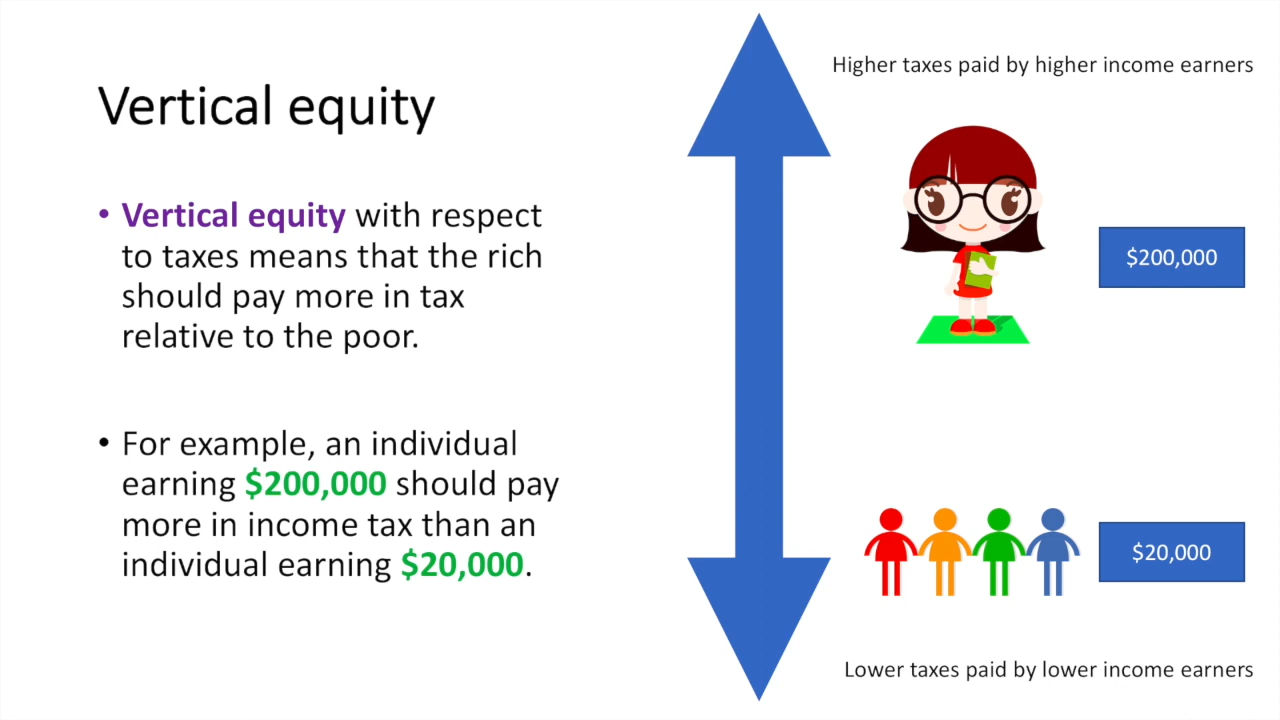 Vertical equity
• Vertical equity with respect
to taxes means that the rich
should pay more in tax
relative to the poor.
• For example, an individual
earning $200,000 should pay
more in income tax than an
individual earning $20,000.
Higher taxes paid by higher income earners
$200,000
$20,000
Lower taxes paid by lower income earners